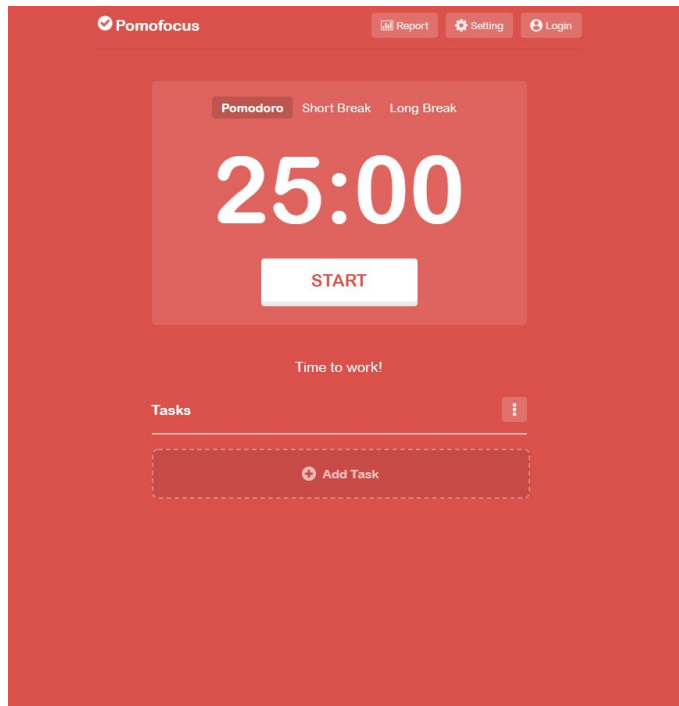 Pomofocus
Report
Setting
Login
Pomodoro
Short Break
Long Break
25:00
START
Time to work!
Tasks
Add Task